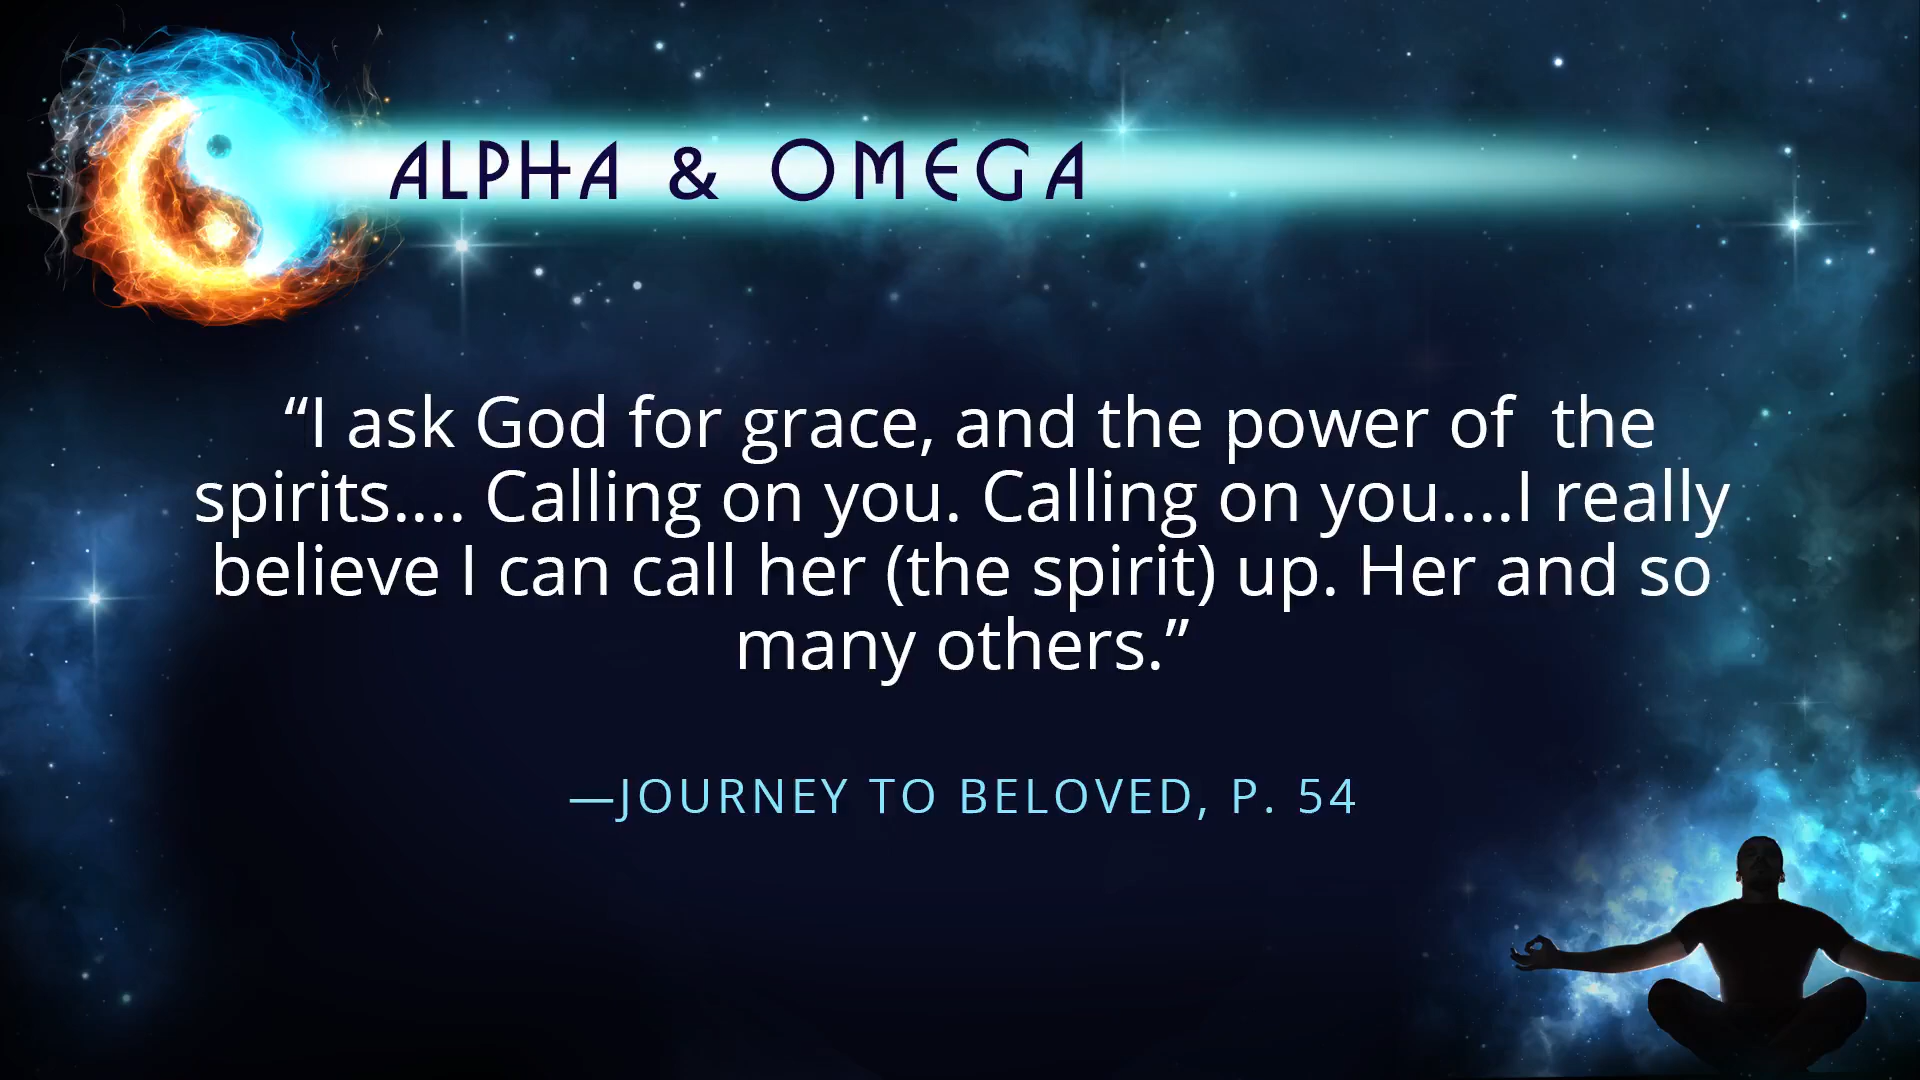 ALPHA & OMEGA
“I ask God for grace, and the power of  the
spirits.... Calling on you. Calling on you....I really
believe I can call her (the spirit) up. Her and so
many others.”
—JOURNEY TO BELOVED, P. 54